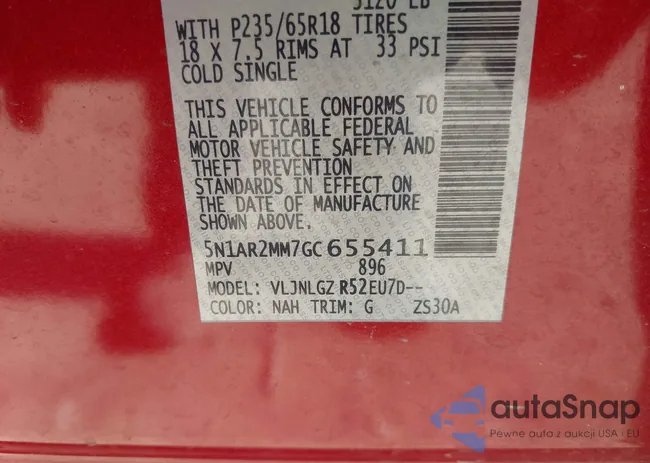 3120 LB
WITH P235/65R18 TIRES
18 X 7.5 RIMS AT 33 PSI
COLD SINGLE
THIS VEHICLE CONFORMS TO
ALL APPLICABLE FEDERAL
MOTOR VEHICLE SAFETY AND
THEFT PREVENTION
STANDARDS IN EFFECT ON
THE DATE OF MANUFACTURE
SHOWN ABOVE.
5N1AR2MM7GC655411
MPV 896
MODEL: VLJNLGZ R52EU7D--
COLOR: NAH TRIM: G ZS30A
autaSnap
Pewne auta z aukcji USA i EU